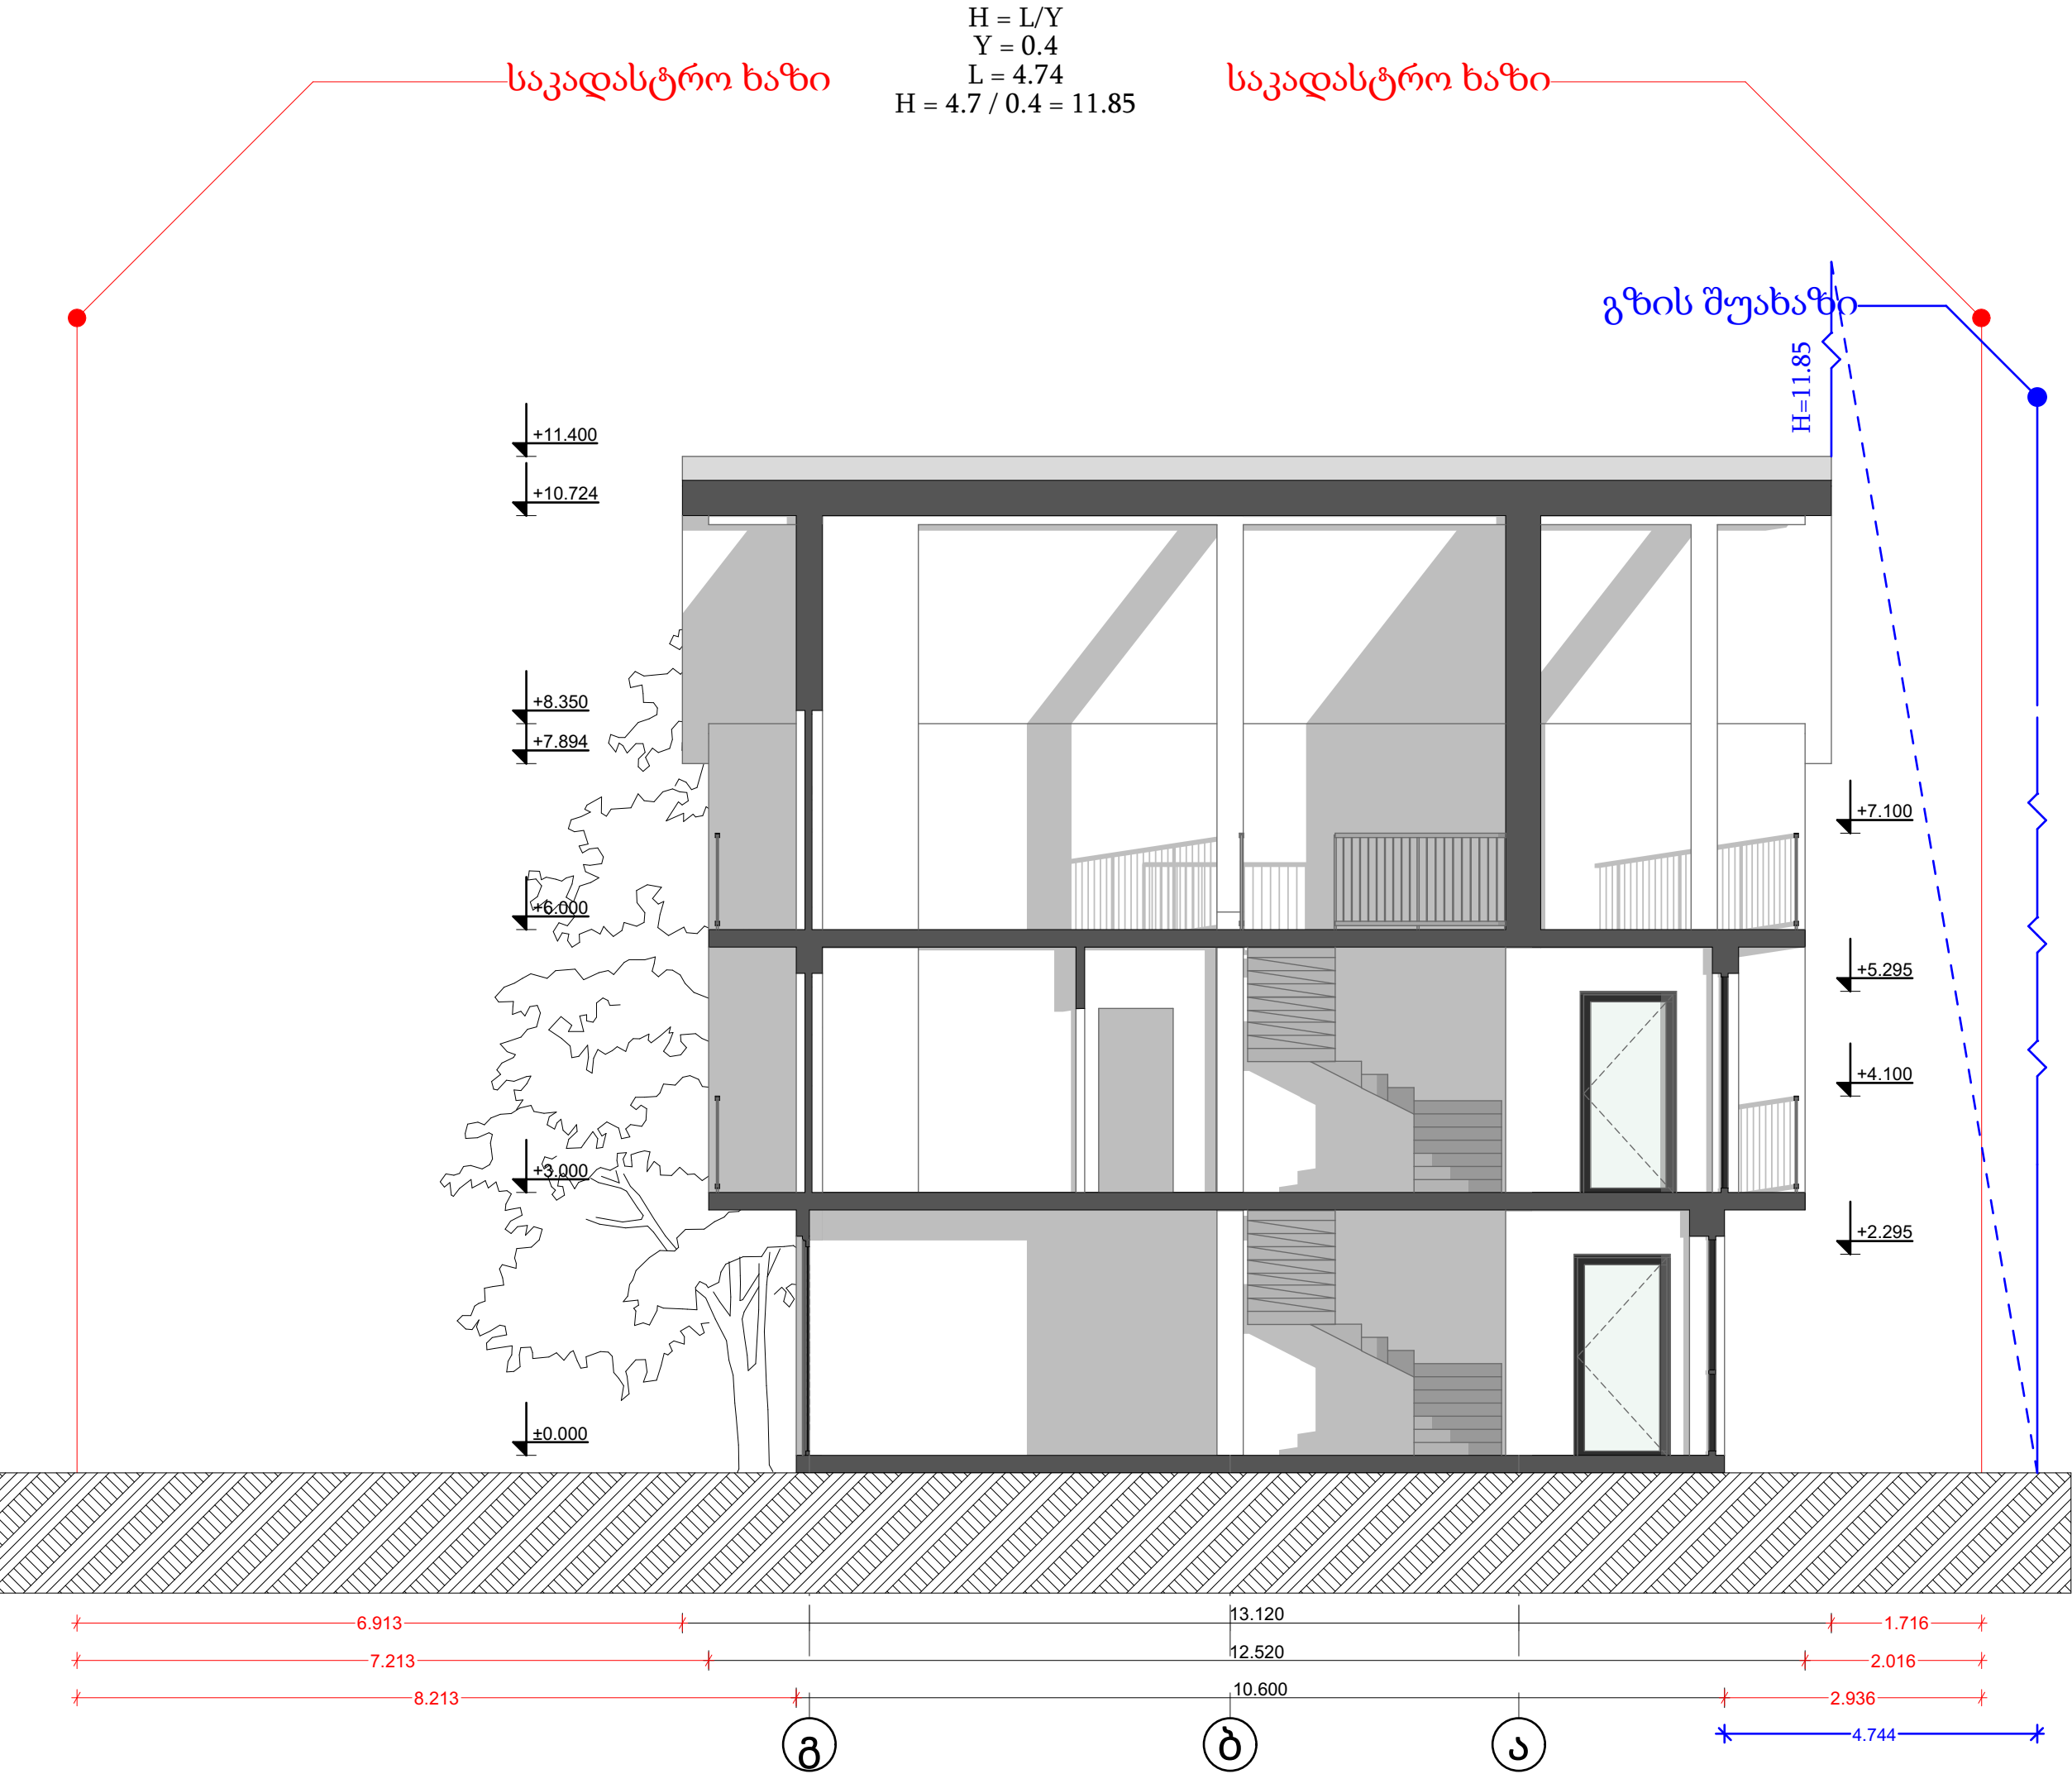 H = L/Y
Y = 0.4
L = 4.74
H = 4.7 / 0.4 = 11.85
საკადასტრო ხაზი
საკადასტრო ხაზი
გზის შუახაზი
H=11.85
+11.400
+10.724
+8.350
+7.894
+7.100
+6.000
+5.295
+4.100
+3.000
+2.295
±0.000
6.913
13.120
1.716
7.213
12.520
2.016
8.213
10.600
2.936
4.744
გ
ბ
ა